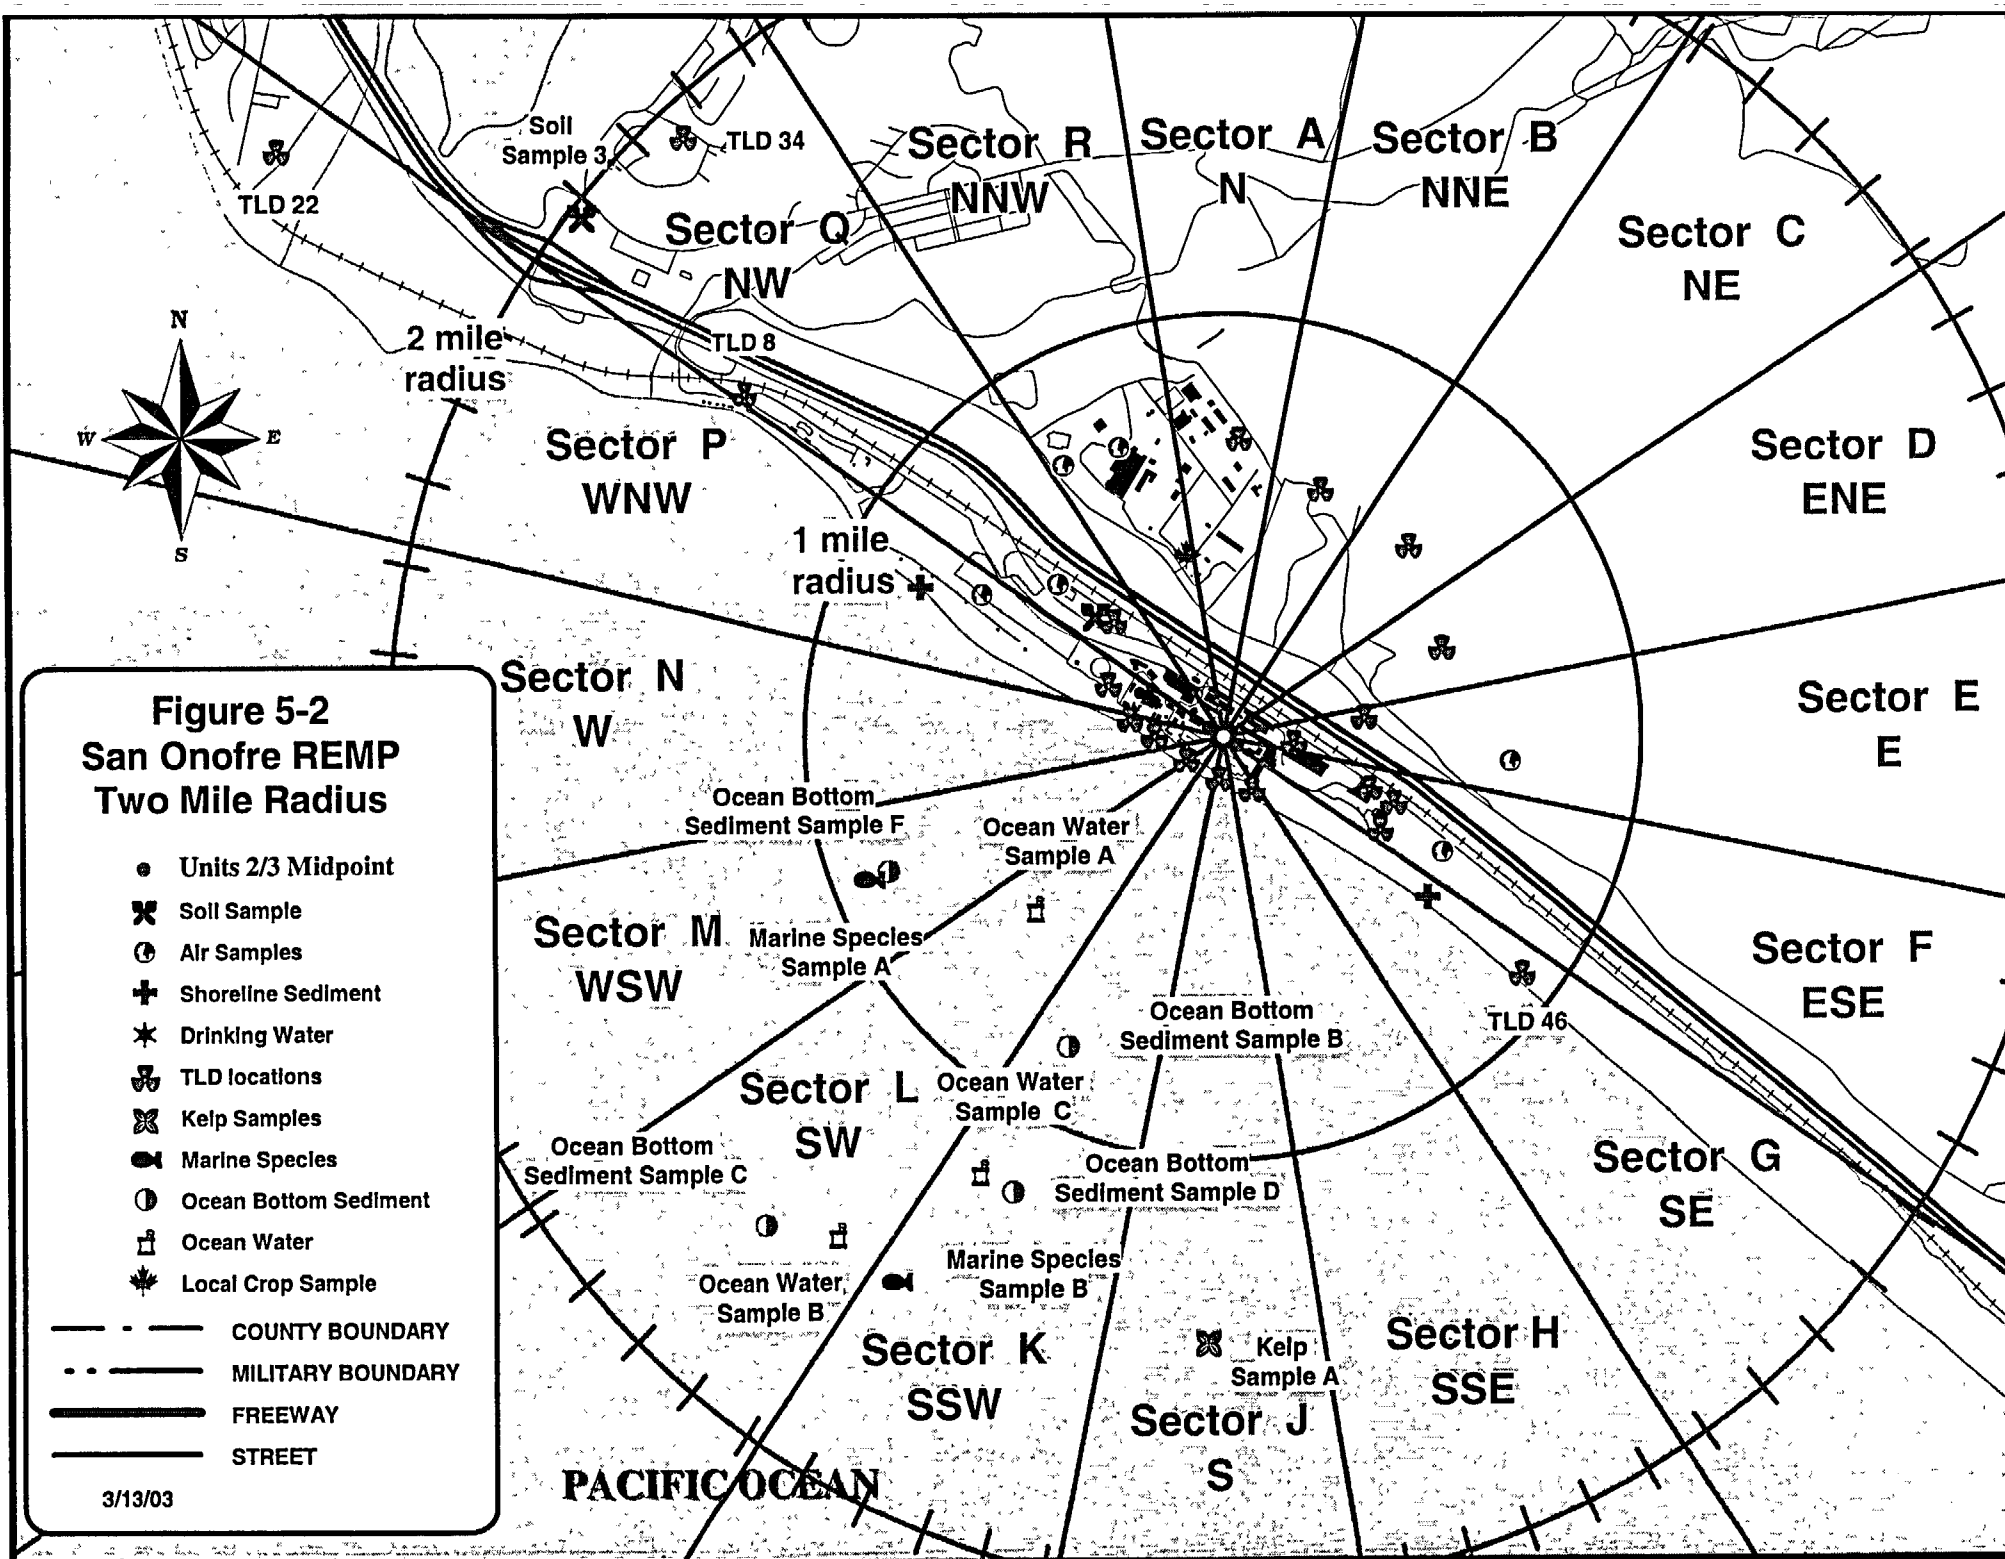 Soil
Sample 3
TLD 34
TLD 22
Sector R
NNW
Sector A
N
Sector B
NNE
Sector Q
NW
Sector C
NE
N
W
E
S
2 mile
radius
TLD 8
Sector P
WNW
Sector D
ENE
1 mile
radius
Sector N
W
Sector E
E
Figure 5-2
San Onofre REMP
Two Mile Radius
Units 2/3 Midpoint
Soil Sample
Air Samples
Shoreline Sediment
Drinking Water
TLD locations
Kelp Samples
Marine Species
Ocean Bottom Sediment
Ocean Water
Local Crop Sample
COUNTY BOUNDARY
MILITARY BOUNDARY
FREEWAY
STREET
3/13/03
Ocean Bottom
Sediment Sample F
Ocean Water
Sample A
Sector M
WSW
Marine Species
Sample A
Sector F
ESE
Ocean Bottom
Sediment Sample B
TLD 46
Sector L
SW
Ocean Water
Sample C
Ocean Bottom
Sediment Sample C
Ocean Bottom
Sediment Sample D
Sector G
SE
Ocean Water
Sample B
Marine Species
Sample B
Sector K
SSW
Kelp
Sample A
Sector H
SSE
Sector J
S
PACIFIC OCEAN